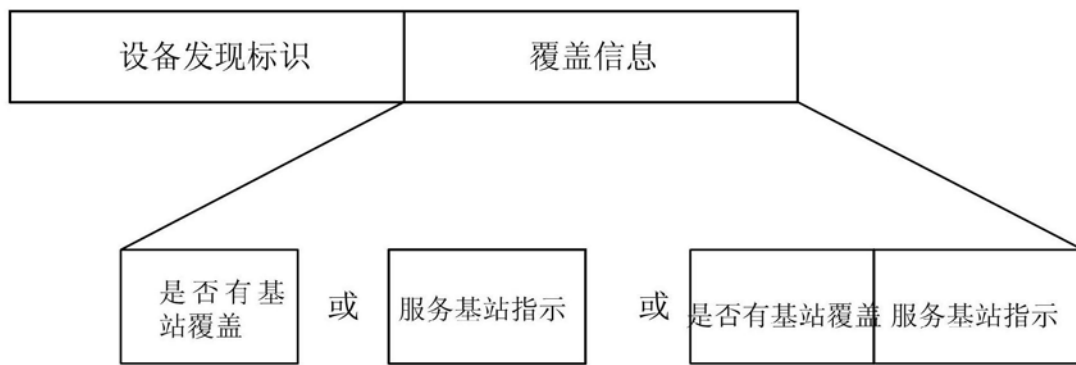 设备发现标识 覆盖信息
是否有基
站覆盖
或
服务基站指示
或
是否有基站覆盖 服务基站指示